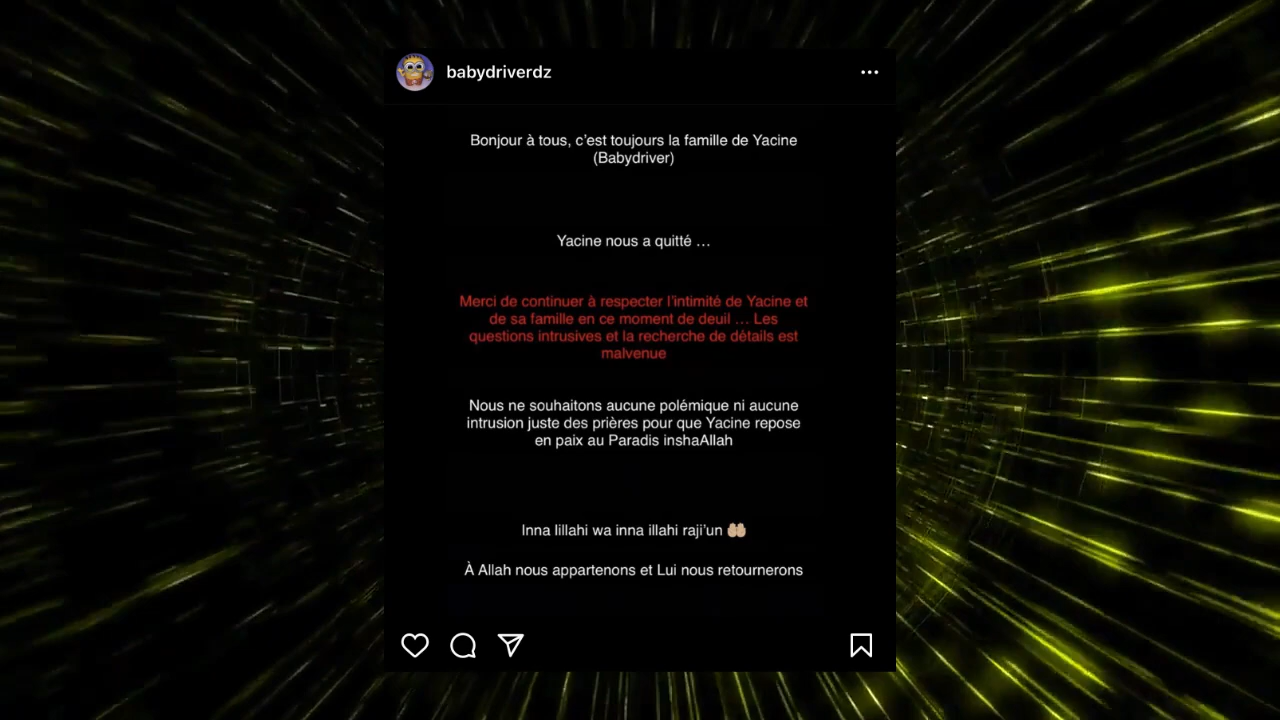 babydriverdz
Bonjour à tous, c’est toujours la famille de Yacine
(Babydriver)
Yacine nous a quitté …
Merci de continuer à respecter l’intimité de Yacine et
de sa famille en ce moment de deuil … Les
questions intrusives et la recherche de détails est
malvenue
Nous ne souhaitons aucune polémique ni aucune
intrusion juste des prières pour que Yacine repose
en paix au Paradis inshaAllah
Inna lillahi wa inna illahi raji’un 🤲🏼
À Allah nous appartenons et Lui nous retournerons